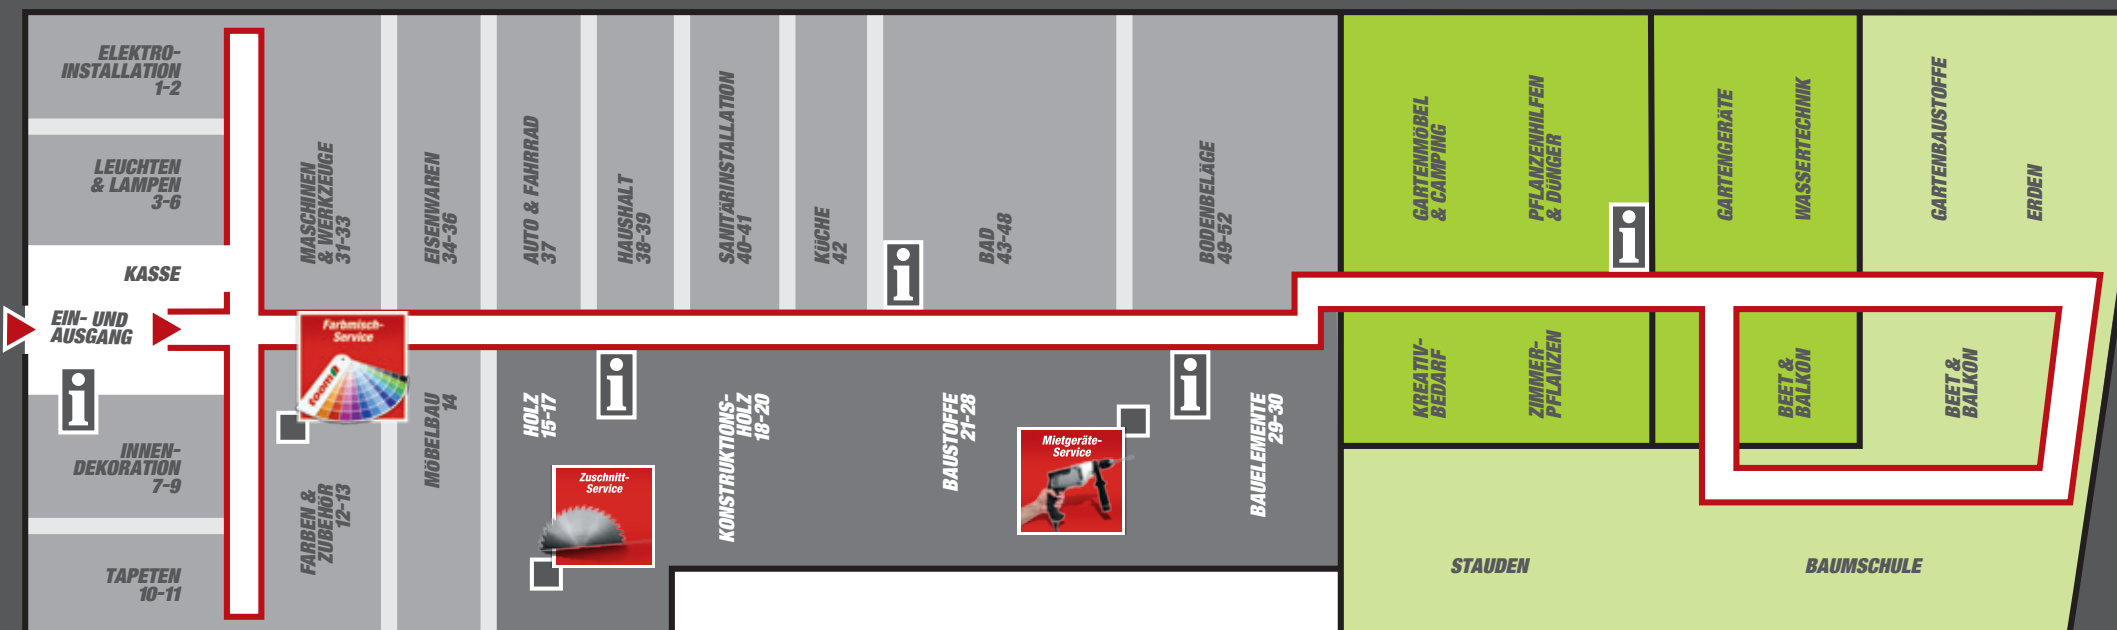 ELEKTRO-
INSTALLATION
1-2
LEUCHTEN
& LAMPEN
3-6
KASSE
EIN- UND
AUSGANG
i
INNEN-
DEKORATION
7-9
TAPETEN
10-11
MASCHINEN
& WERKZEUGE
31-33
EISENWAREN
34-36
AUTO & FAHRRAD
37
HAUSHALT
38-39
SANITÄRINSTALLATION
40-41
KÜCHE
42
i
BAD
43-48
BODENBELÄGE
49-52
GARTENMÖBEL
& CAMPING
PFLANZENHILFEN
& DÜNGER
i
GARTENGERÄTE
WASSERTECHNIK
GARTENBAUSTOFFE
ERDEN
Farbmisch-
Service
toom
FARBEN &
ZUBEHÖR
12-13
MÖBELBAU
14
HOLZ
15-17
i
Zuschnitt-
Service
KONSTRUKTIONS-
HOLZ
18-20
BAUSTOFFE
21-28
Mietgeräte-
Service
i
BAUELEMENTE
29-30
KREATIV-
BEDARF
ZIMMER-
PFLANZEN
BEET &
BALKON
BEET &
BALKON
STAUDEN
BAUMSCHULE